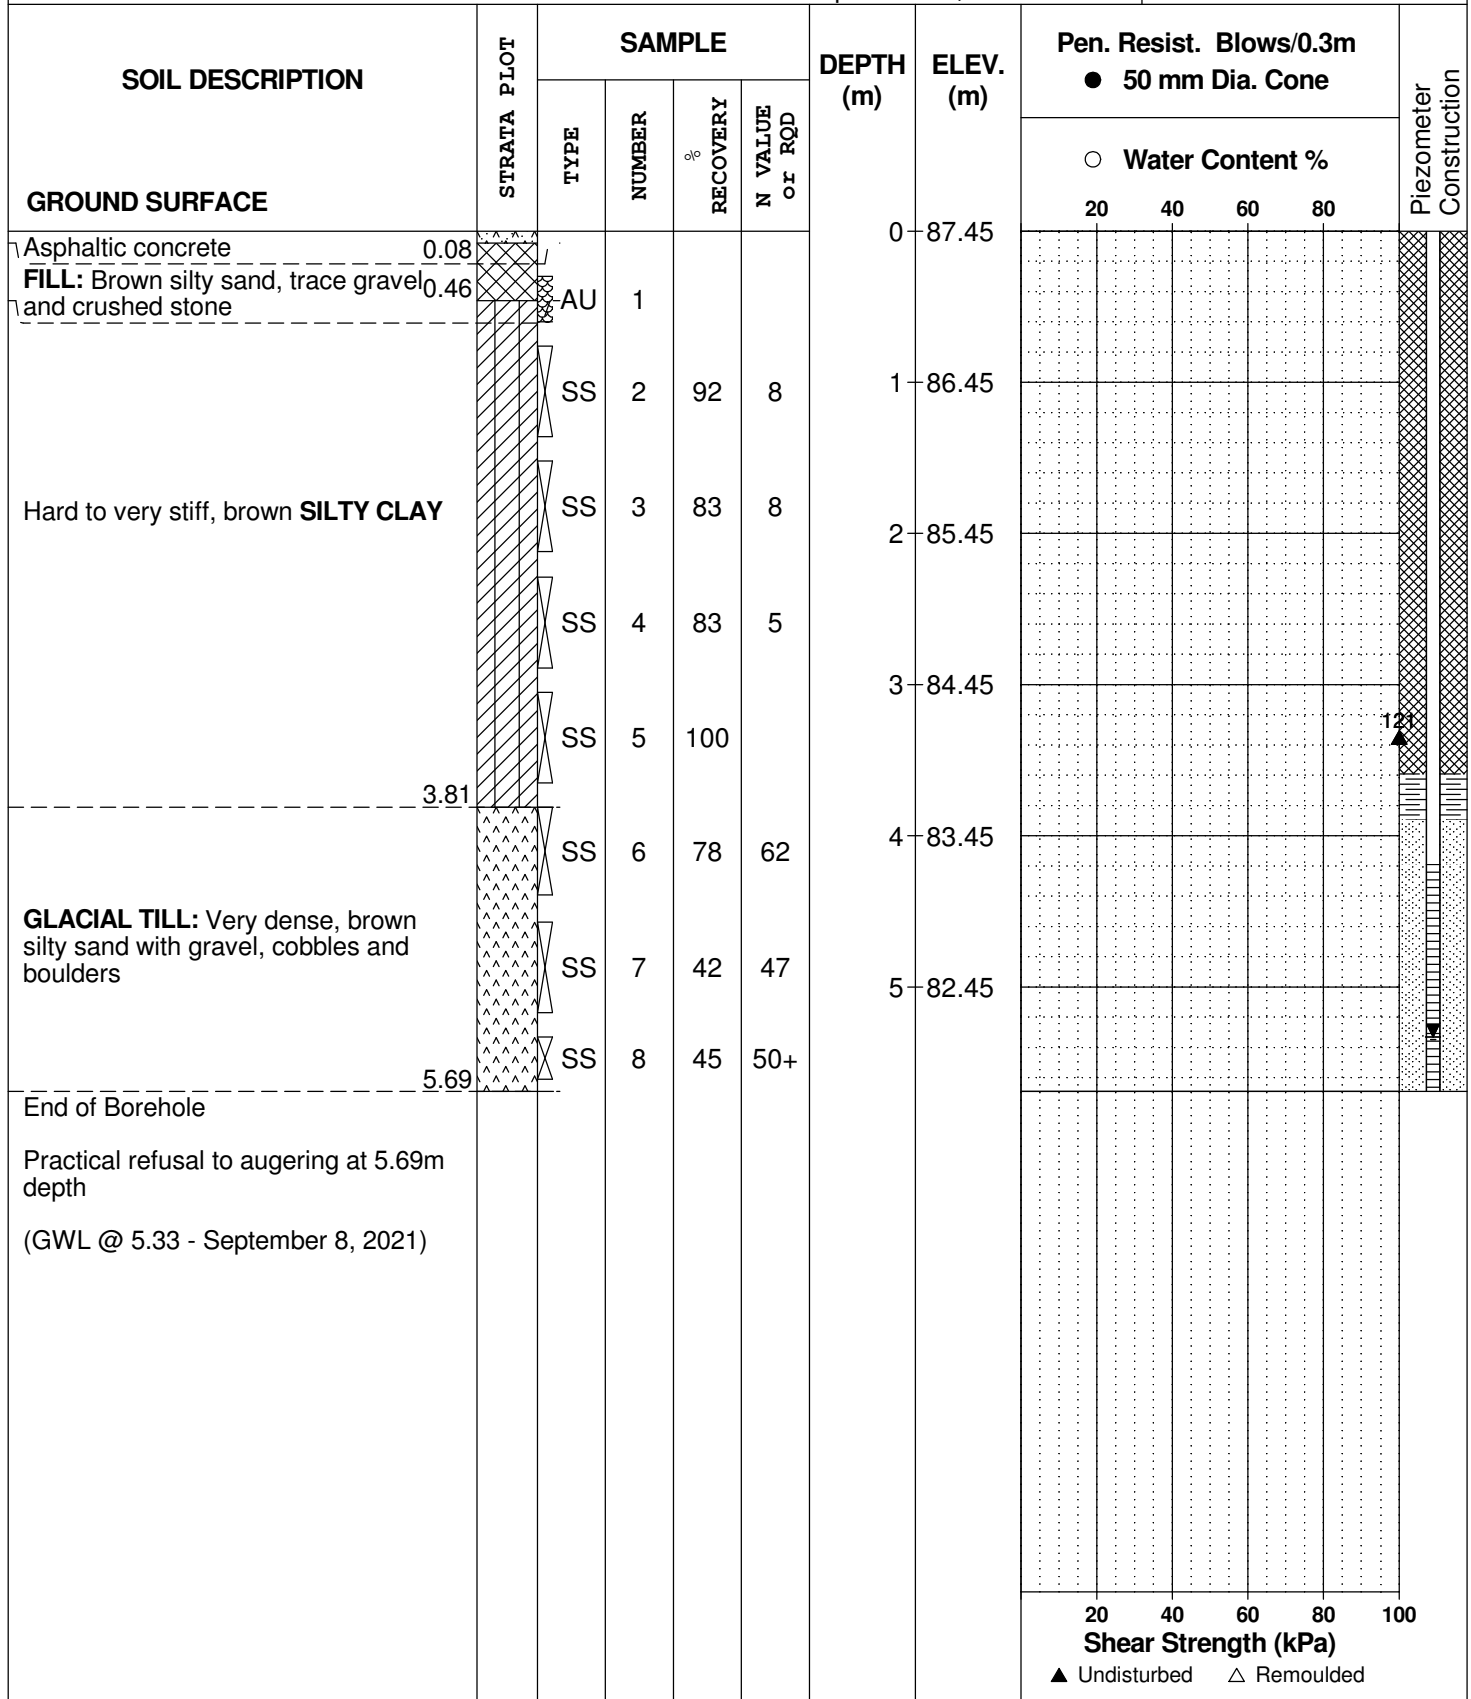 SOIL DESCRIPTION
GROUND SURFACE
STRATA PLOT
SAMPLE
TYPE
NUMBER
%
RECOVERY
N VALUE
or RQD
DEPTH
(m)
ELEV.
(m)
Pen. Resist. Blows/0.3m
● 50 mm Dia. Cone
○ Water Content %
20 40 60 80
Piezometer
Construction
0 87.45
Asphaltic concrete 0.08
FILL: Brown silty sand, trace gravel 0.46
and crushed stone
AU 1
SS 2 92 8
1 86.45
Hard to very stiff, brown SILTY CLAY
SS 3 83 8
2 85.45
SS 4 83 5
3 84.45
121
SS 5 100
3.81
SS 6 78 62
4 83.45
GLACIAL TILL: Very dense, brown
silty sand with gravel, cobbles and
boulders
SS 7 42 47
5 82.45
SS 8 45 50+
5.69
End of Borehole
Practical refusal to augering at 5.69m
depth
(GWL @ 5.33 - September 8, 2021)
20 40 60 80 100
Shear Strength (kPa)
▲ Undisturbed △ Remoulded